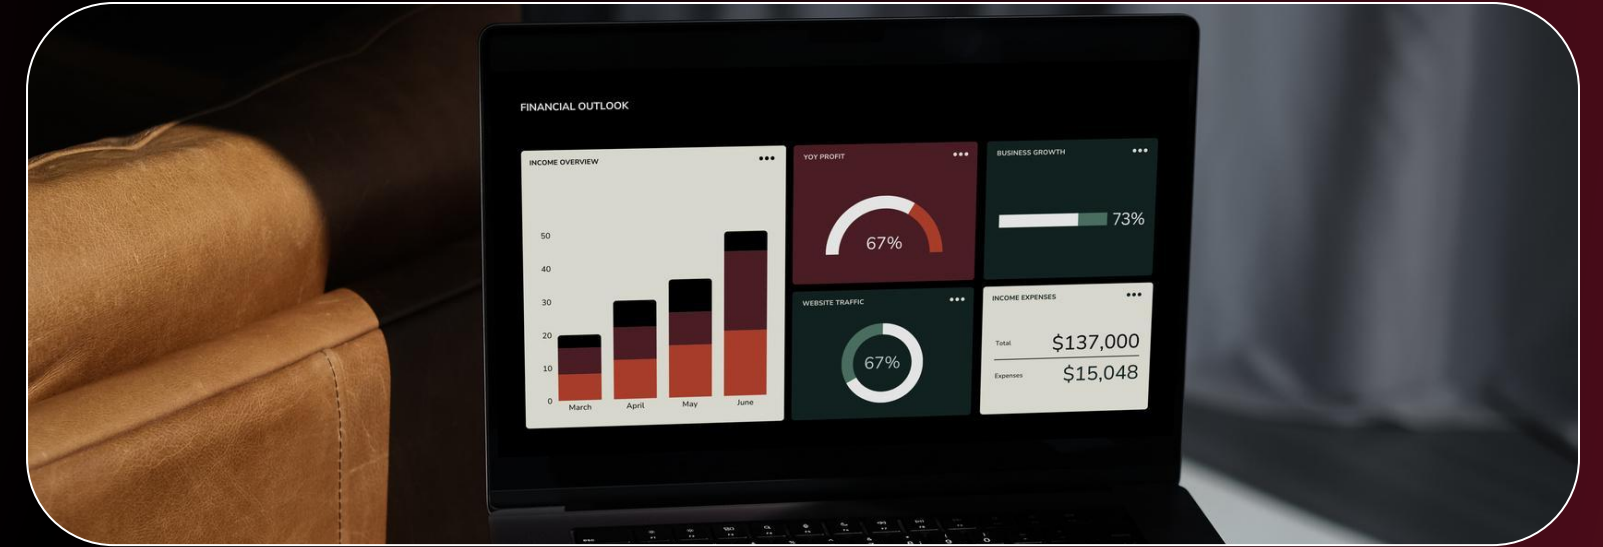 FINANCIAL OUTLOOK
INCOME OVERVIEW
50
40
30
20
10
0
March
April
May
June
YOY PROFIT
67%
BUSINESS GROWTH
73%
WEBSITE TRAFFIC
67%
INCOME EXPENSES
Total
$137,000
Expenses
$15,048